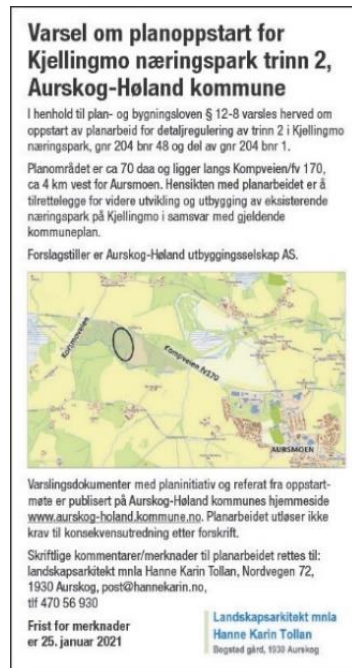 Varsel om planoppstart for
Kjellingmo næringspark trinn 2,
Aurskog-Høland kommune
I henhold til plan- og bygningsloven § 12-8 varsles herved om
oppstart av planarbeid for detaljregulering av trinn 2 i Kjellingmo
næringspark, gnr 204 bnr 48 og del av gnr 204 bnr 1.
Planområdet er ca 70 daa og ligger langs Kompveien/fv 170,
ca 4 km vest for Aursmoen. Hensikten med planarbeidet er å
tilrettelegge for videre utvikling og utbygging av eksisterende
næringspark på Kjellingmo i samsvar med gjeldende
kommuneplan.
Forslagstiller er Aurskog-Høland utbyggingsselskap AS.
Kompveien fv170
AURSMOEN
Varslingsdokumenter med planinitiativ og referat fra oppstart-
møte er publisert på Aurskog-Høland kommunes hjemmeside
www.aurskog-holand.kommune.no. Planarbeidet utløser ikke
krav til konsekvensutredning etter forskrift.
Skriftlige kommentarer/merknader til planarbeidet rettes til:
landskapsarkitekt mnla Hanne Karin Tollan, Nordvegen 72,
1930 Aurskog, post@hannekarin.no,
tlf 470 56 930
Frist for merknader
er 25. januar 2021
Landskapsarkitekt mnla
Hanne Karin Tollan
Bogstad gård, 1930 Aurskog